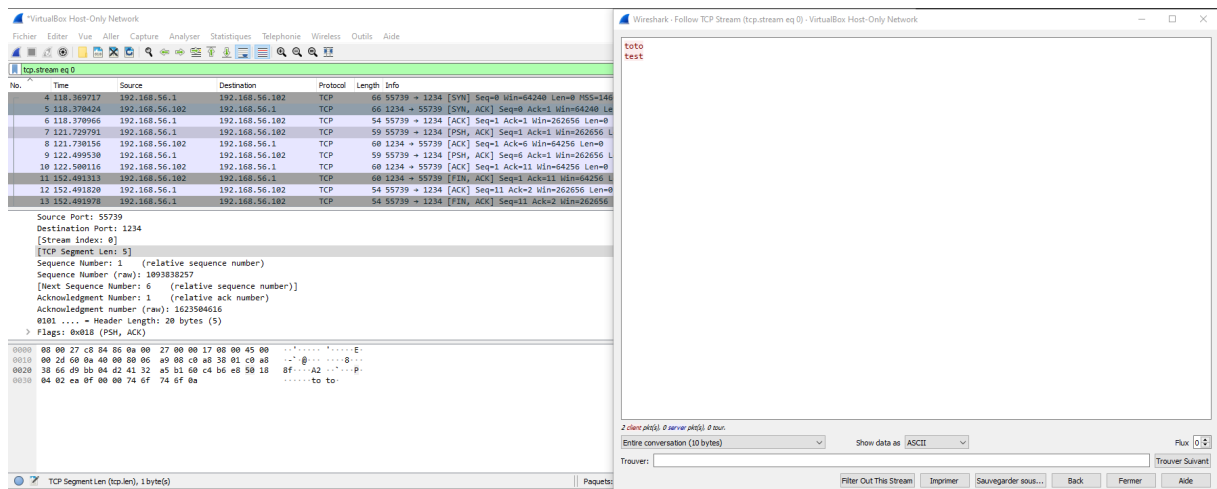 *VirtualBox Host-Only Network
Fichier Editer Vue Aller Capture Analyser Statistiques Telephonie Wireless Outils Aide
tcp.stream eq 0
No. Time Source Destination Protocol Length Info
4 118.369717 192.168.56.1 192.168.56.102 TCP 66 55739 → 1234 [SYN] Seq=0 Win=64240 Len=0 MSS=146
5 118.370424 192.168.56.102 192.168.56.1 TCP 66 1234 → 55739 [SYN, ACK] Seq=0 Ack=1 Win=64240 Le
6 118.370966 192.168.56.1 192.168.56.102 TCP 54 55739 → 1234 [ACK] Seq=1 Ack=1 Win=262656 Len=0
7 121.729791 192.168.56.1 192.168.56.102 TCP 59 55739 → 1234 [PSH, ACK] Seq=1 Ack=1 Win=262656 L
8 121.730156 192.168.56.102 192.168.56.1 TCP 60 1234 → 55739 [ACK] Seq=1 Ack=6 Win=64256 Len=0
9 122.499530 192.168.56.1 192.168.56.102 TCP 59 55739 → 1234 [PSH, ACK] Seq=6 Ack=1 Win=262656 L
10 122.500116 192.168.56.102 192.168.56.1 TCP 60 1234 → 55739 [ACK] Seq=1 Ack=11 Win=64256 Len=0
11 152.491313 192.168.56.102 192.168.56.1 TCP 60 1234 → 55739 [FIN, ACK] Seq=1 Ack=11 Win=64256 L
12 152.491820 192.168.56.1 192.168.56.102 TCP 54 55739 → 1234 [ACK] Seq=11 Ack=2 Win=262656 Len=0
13 152.491978 192.168.56.1 192.168.56.102 TCP 54 55739 → 1234 [FIN, ACK] Seq=11 Ack=2 Win=262656
Source Port: 55739
Destination Port: 1234
[Stream index: 0]
[TCP Segment Len: 5]
Sequence Number: 1 (relative sequence number)
Sequence Number (raw): 1093838257
[Next Sequence Number: 6 (relative sequence number)]
Acknowledgment Number: 1 (relative ack number)
Acknowledgment number (raw): 1623504616
0101 .... = Header Length: 20 bytes (5)
> Flags: 0x018 (PSH, ACK)
0000 08 00 27 c8 84 86 0a 00 27 00 00 17 08 00 45 00 ··'····· '·····E·
0010 00 2d 60 0a 40 00 80 06 a9 08 c0 a8 38 01 c0 a8 ·-`·@··· ····8···
0020 38 66 d9 bb 04 d2 41 32 a5 b1 60 c4 b6 e8 50 18 8f····A2 ··`···P·
0030 04 02 ea 0f 00 00 74 6f 74 6f 0a ······to to·
TCP Segment Len (tcp.len), 1 byte(s)
Paquets:
Wireshark · Follow TCP Stream (tcp.stream eq 0) · VirtualBox Host-Only Network
toto
test
2 client pkt(s), 0 server pkt(s), 0 tour.
Entire conversation (10 bytes) Show data as ASCII Flux 0
Trouver: Trouver Suivant
Filter Out This Stream Imprimer Sauvegarder sous... Back Fermer Aide